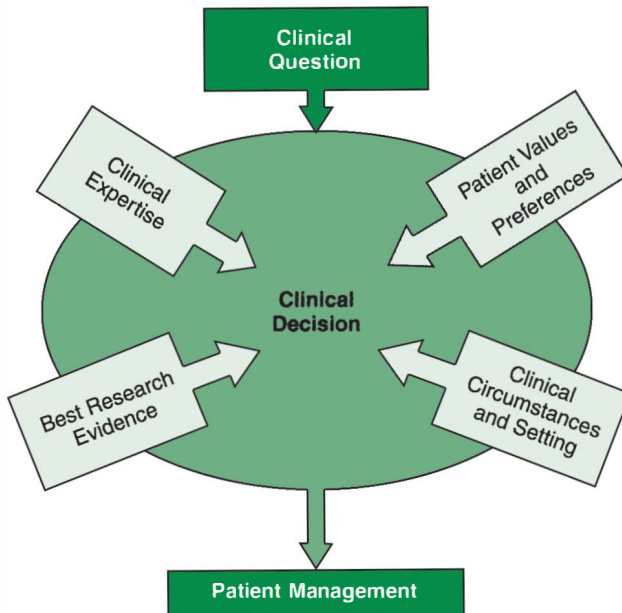 Clinical
Question
Clinical
Expertise
Patient Values
and
Preferences
Clinical
Decision
Best Research
Evidence
Clinical
Circumstances
and Setting
Patient Management